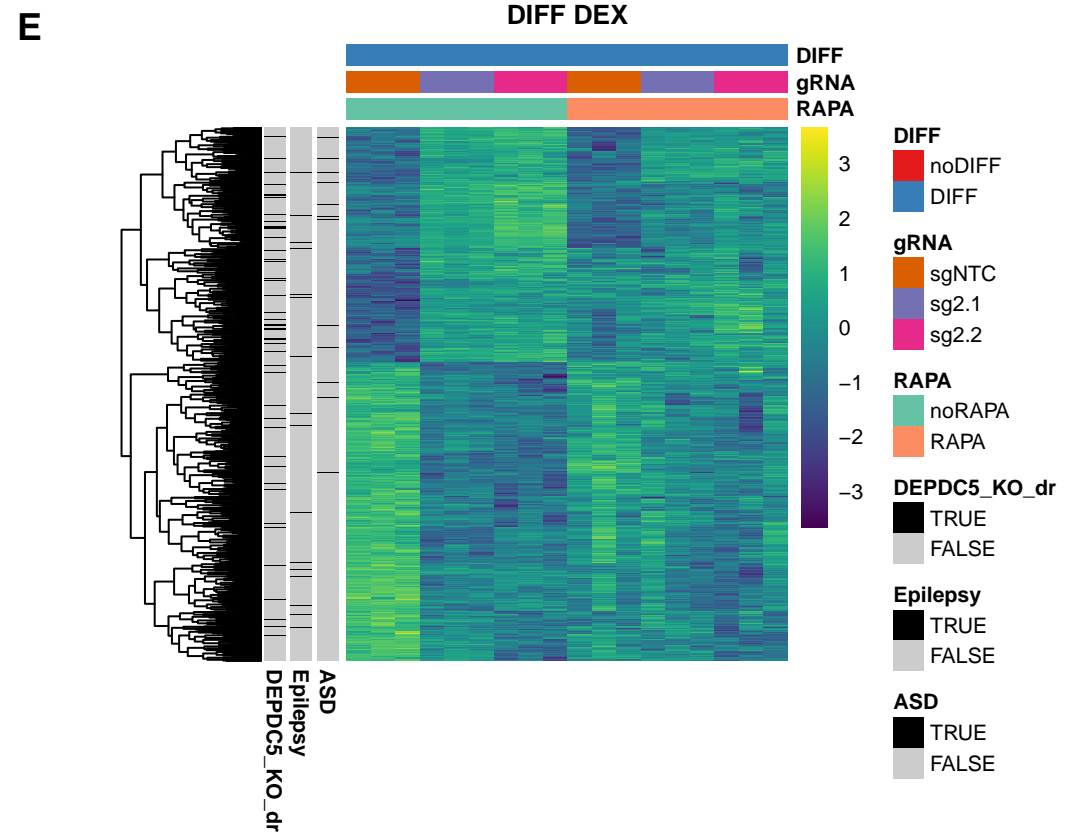 E
DIFF DEX
DIFF
gRNA
RAPA
3
2
1
0
−1
−2
−3
DIFF
noDIFF
DIFF
gRNA
sgNTC
sg2.1
sg2.2
RAPA
noRAPA
RAPA
DEPDC5_KO_dr
TRUE
FALSE
Epilepsy
TRUE
FALSE
ASD
TRUE
FALSE
DEPDC5_KO_dr
Epilepsy
ASD